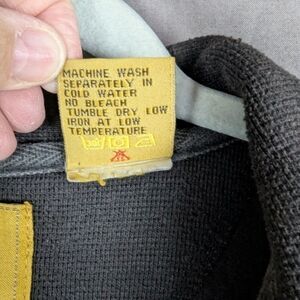 MACHINE WASH
SEPARATELY IN
COLD WATER
NO BLEACH
TUMBLE DRY LOW
IRON AT LOW
TEMPERATURE